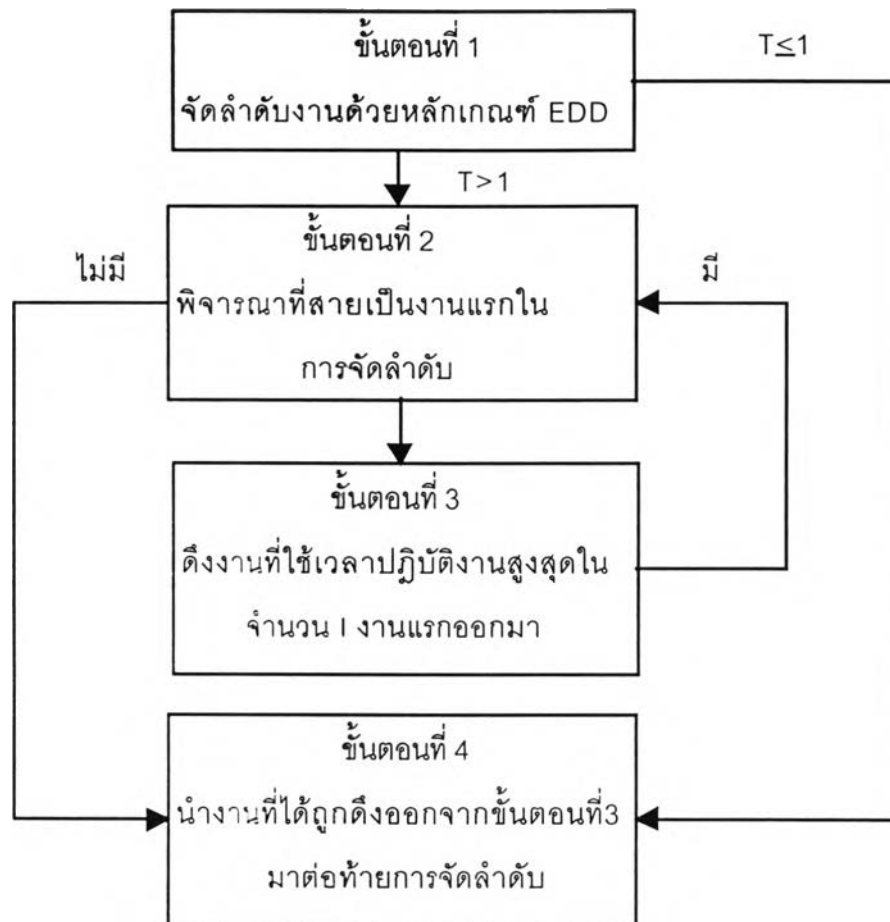 ขั้นตอนที่ 1
จัดลำดับงานด้วยหลักเกณฑ์ EDD
T≤1
T>1
ขั้นตอนที่ 2
พิจารณาที่สายเป็นงานแรกใน
การจัดลำดับ
ไม่มี
มี
ขั้นตอนที่ 3
ดึงงานที่ใช้เวลาปฏิบัติงานสูงสุดใน
จำนวน I งานแรกออกมา
ขั้นตอนที่ 4
นำงานที่ได้ถูกดึงออกจากขั้นตอนที่3
มาต่อท้ายการจัดลำดับ